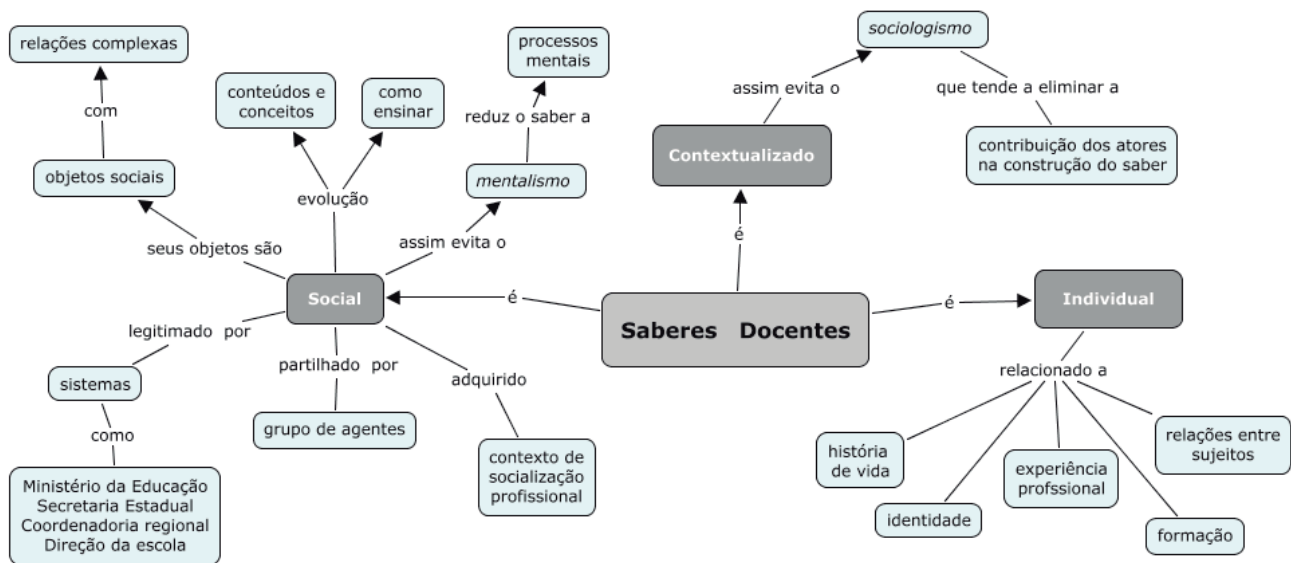 relações complexas
com
objetos sociais
seus objetos são
conteúdos e
conceitos
como
ensinar
evolução
processos
mentais
reduz o saber a
mentalismo
assim evita o
Social
legitimado por
sistemas
como
Ministério da Educação
Secretaria Estadual
Coordenadoria regional
Direção da escola
partilhado por
grupo de agentes
adquirido
contexto de
socialização
profissional
é
Saberes Docentes
é
Contextualizado
assim evita o
sociologismo
que tende a eliminar a
contribuição dos atores
na construção do saber
é
Individual
relacionado a
história
de vida
identidade
experiência
profssional
formação
relações entre
sujeitos